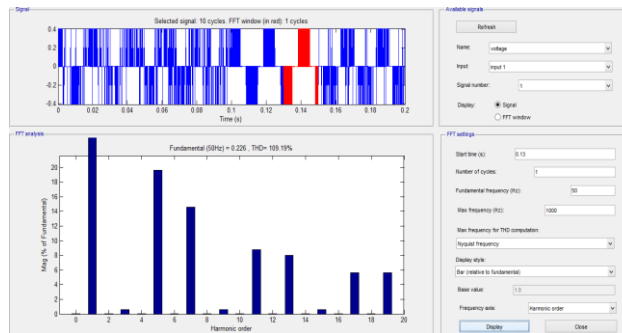 Signal
Selected signal: 10 cycles. FFT window (in red): 1 cycles
0.4
0.2
0
-0.2
-0.4
0 0.02 0.04 0.06 0.08 0.1 0.12 0.14 0.16 0.18 0.2
Time (s)
FFT analysis
Fundamental (50Hz) = 0.226 , THD= 109.19%
Mag (% of Fundamental)
20
18
16
14
12
10
8
6
4
2
0
0 2 4 6 8 10 12 14 16 18 20
Harmonic order
Available signals
Refresh
Name: voltage
Input: input 1
Signal number: 1
Display: Signal
FFT window
FFT settings
Start time (s): 0.13
Number of cycles: 1
Fundamental frequency (Hz): 50
Max frequency (Hz): 1000
Max frequency for THD computation:
Nyquist frequency
Display style:
Bar (relative to fundamental)
Base value: 1.0
Frequency axis: Harmonic order
Display Close